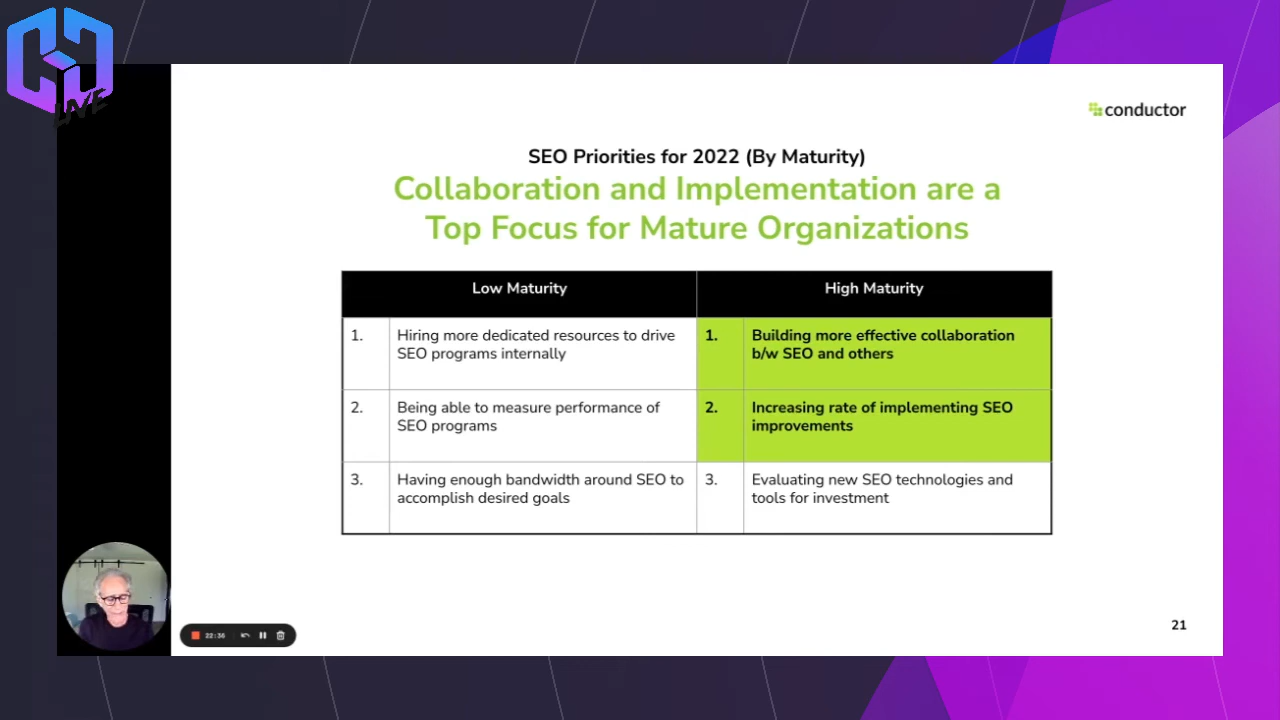 LIVE
conductor
SEO Priorities for 2022 (By Maturity)
Collaboration and Implementation are a
Top Focus for Mature Organizations
Low Maturity
High Maturity
1.
Hiring more dedicated resources to drive
SEO programs internally
1.
Building more effective collaboration
b/w SEO and others
2.
Being able to measure performance of
SEO programs
2.
Increasing rate of implementing SEO
improvements
3.
Having enough bandwidth around SEO to
accomplish desired goals
3.
Evaluating new SEO technologies and
tools for investment
21
22:36